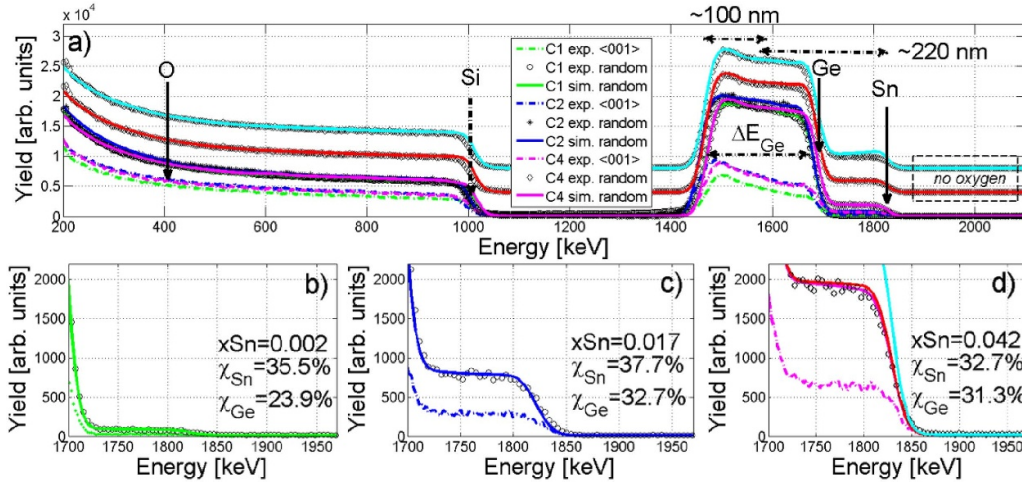 x 10⁴
a)
~100 nm
~220 nm
O
Si
Ge
Sn
ΔE_Ge
no oxygen
C1 exp. <001>
C1 exp. random
C1 sim. random
C2 exp. <001>
C2 exp. random
C2 sim. random
C4 exp. <001>
C4 exp. random
C4 sim. random
Yield [arb. units]
3
2.5
2
1.5
1
0.5
0
200 400 600 800 1000 1200 1400 1600 1800 2000
Energy [keV]
b)
xSn=0.002
χ_Sn=35.5%
χ_Ge=23.9%
Yield [arb. units]
2000
1500
1000
500
0
1700 1750 1800 1850 1900 1950
Energy [keV]
c)
xSn=0.017
χ_Sn=37.7%
χ_Ge=32.7%
Yield [arb. units]
2000
1500
1000
500
0
1700 1750 1800 1850 1900 1950
Energy [keV]
d)
xSn=0.042
χ_Sn=32.7%
χ_Ge=31.3%
Yield [arb. units]
2000
1500
1000
500
0
1700 1750 1800 1850 1900 1950
Energy [keV]